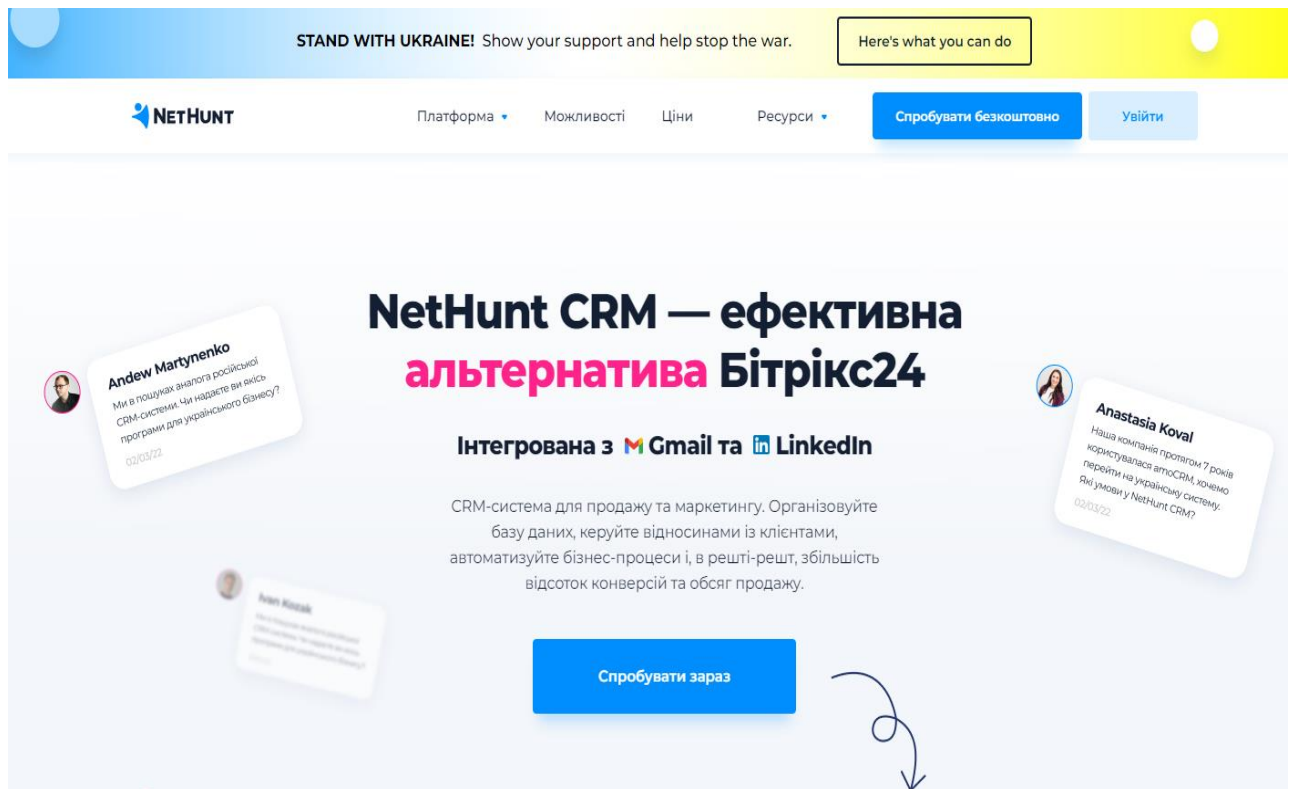 STAND WITH UKRAINE! Show your support and help stop the war.
Here's what you can do
NETHUNT
Платформа
Можливості
Ціни
Ресурси
Спробувати безкоштовно
Увійти
NetHunt CRM — ефективна
альтернатива Бітрікс24
Інтегрована з Gmail та LinkedIn
CRM-система для продажу та маркетингу. Організовуйте
базу даних, керуйте відносинами із клієнтами,
автоматизуйте бізнес-процеси і, в решті-решт, збільшість
відсоток конверсій та обсяг продажу.
Спробувати зараз
Andew Martynenko
Ми в пошуках аналога російської
CRM-системи. Чи надаєте ви якісь
програми для українського бізнесу?
02/03/22
Anastasia Koval
Наша компанія протягом 7 років
користувалася amoCRM, хочемо
перейти на українську систему.
Які умови у NetHunt CRM?
02/03/22
Ivan Kozak